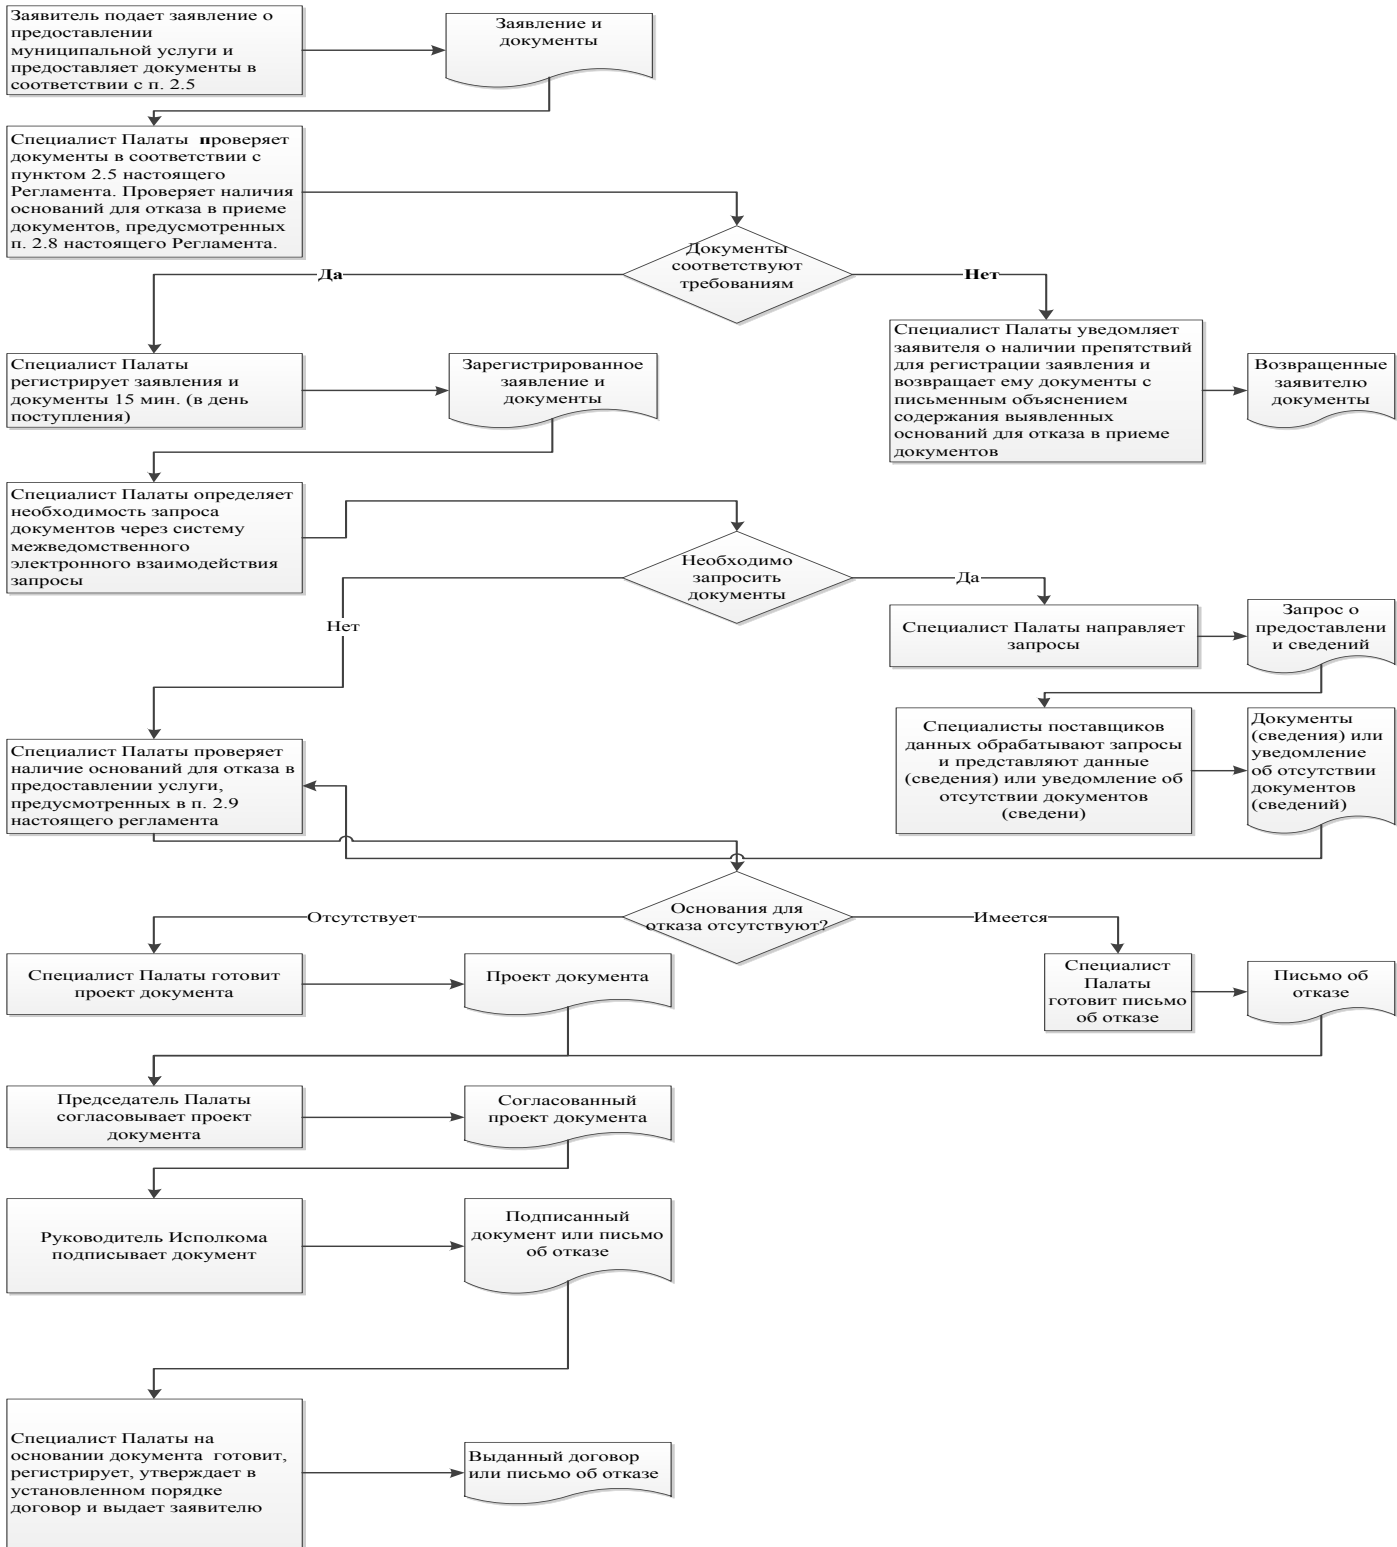 Заявитель подает заявление о
предоставлении
муниципальной услуги и
предоставляет документы в
соответствии с п. 2.5
Заявление и
документы
Специалист Палаты  проверяет
документы в соответствии с
пунктом 2.5 настоящего
Регламента. Проверяет наличия
оснований для отказа в приеме
документов, предусмотренных
п. 2.8 настоящего Регламента.
Документы
соответствуют
требованиям
Да
Нет
Специалист Палаты
регистрирует заявления и
документы 15 мин. (в день
поступления)
Зарегистрированное
заявление и
документы
Специалист Палаты уведомляет
заявителя о наличии препятствий
для регистрации заявления и
возвращает ему документы с
письменным объяснением
содержания выявленных
оснований для отказа в приеме
документов
Возвращенные
заявителю
документы
Специалист Палаты определяет
необходимость запроса
документов через систему
межведомственного
электронного взаимодействия
запросы
Необходимо
запросить
документы
Да
Нет
Специалист Палаты направляет
запросы
Запрос о
предоставлени
и сведений
Специалисты поставщиков
данных обрабатывают запросы
и представляют данные
(сведения) или уведомление об
отсутствии документов
(сведени)
Документы
(сведения) или
уведомление
об отсутствии
документов
(сведений)
Специалист Палаты проверяет
наличие оснований для отказа в
предоставлении услуги,
предусмотренных в п. 2.9
настоящего регламента
Основания для
отказа отсутствуют?
Отсутствует
Имеется
Специалист Палаты готовит
проект документа
Проект документа
Специалист
Палаты
готовит письмо
об отказе
Письмо об
отказе
Председатель Палаты
согласовывает проект
документа
Согласованный
проект документа
Руководитель Исполкома
подписывает документ
Подписанный
документ или письмо
об отказе
Специалист Палаты на
основании документа  готовит,
регистрирует, утверждает в
установленном порядке
договор и выдает заявителю
Выданный договор
или письмо об отказе